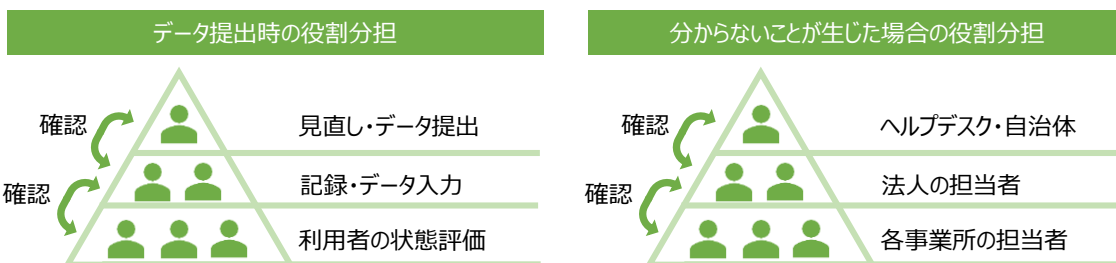 データ提出時の役割分担
確認
見直し・データ提出
確認
記録・データ入力
利用者の状態評価
分からないことが生じた場合の役割分担
確認
ヘルプデスク・自治体
確認
法人の担当者
各事業所の担当者